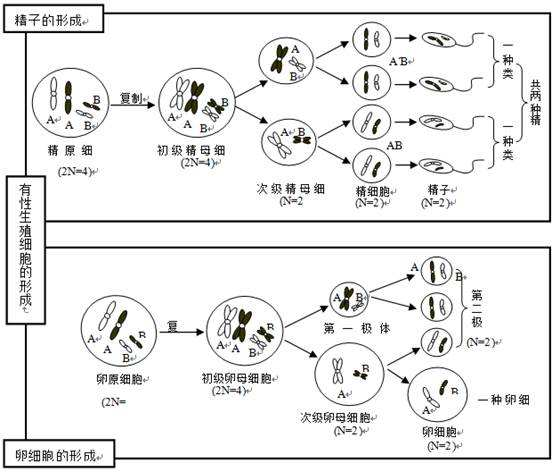 精子的形成
A A B B
精原细
(2N=4)
复制
A A B B
初级精母细
(2N=4)
A
B
A B
次级精母细
(N=2
A B
AB
精细胞
(N=2)
精子
(N=2)
一种类
一种类
共两种精
有性生殖细胞的形成
A A B B
卵原细胞
(2N=
复
A A B B
初级卵母细胞
(2N=4)
A B
第一极体
A B
次级卵母细胞
(N=2)
A B
第二极
(N=2)
A B
卵细胞
(N=2)
一种卵细
卵细胞的形成